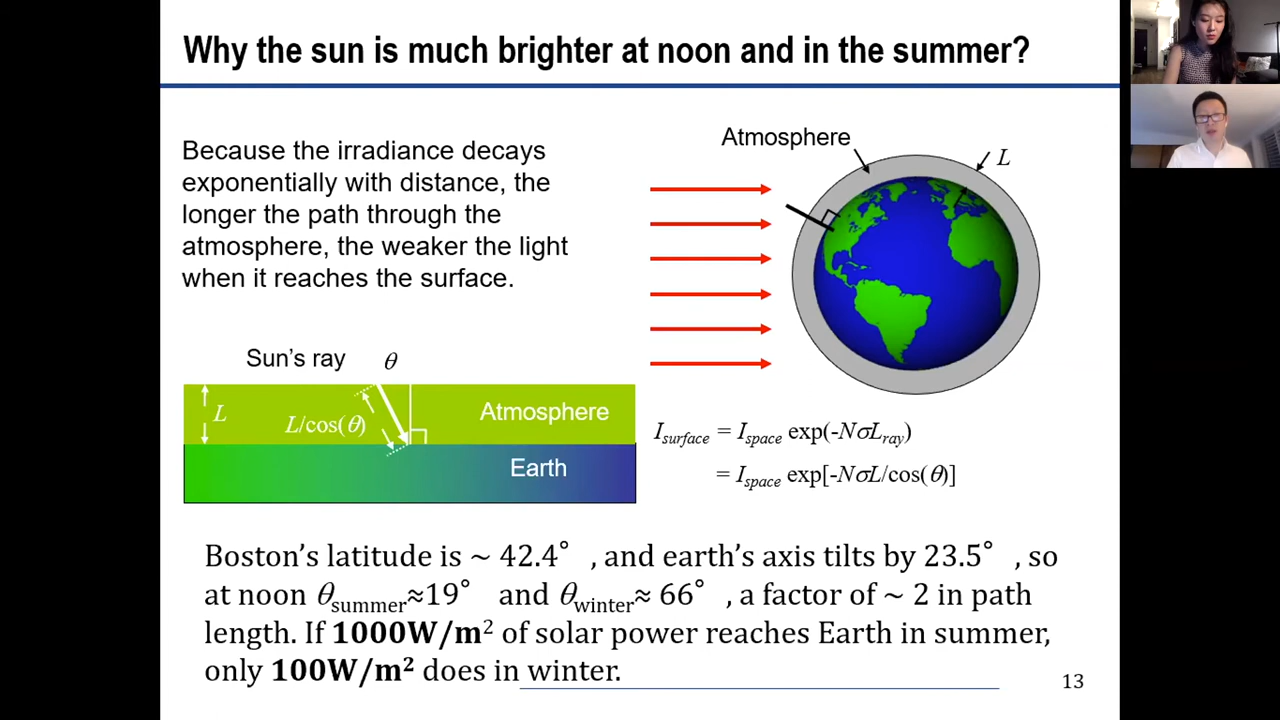 Why the sun is much brighter at noon and in the summer?
Because the irradiance decays
exponentially with distance, the
longer the path through the
atmosphere, the weaker the light
when it reaches the surface.
Atmosphere
L
Sun's ray θ
L
L/cos(θ)
Atmosphere
Earth
I_surface = I_space exp(-NσL_ray)
= I_space exp[-NσL/cos(θ)]
Boston's latitude is ~ 42.4°, and earth's axis tilts by 23.5°, so
at noon θ_summer≈19° and θ_winter≈ 66°, a factor of ~ 2 in path
length. If 1000W/m² of solar power reaches Earth in summer,
only 100W/m² does in winter.
13